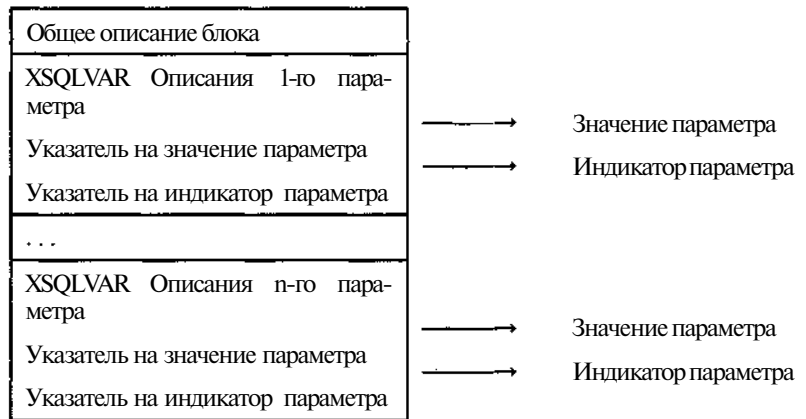 Общее описание блока
XSQLVAR Описания 1-го пара-
метра
Указатель на значение параметра
Указатель на индикатор параметра
Значение параметра
Индикатор параметра
. . .
XSQLVAR Описания n-го пара-
метра
Указатель на значение параметра
Указатель на индикатор параметра
Значение параметра
Индикатор параметра